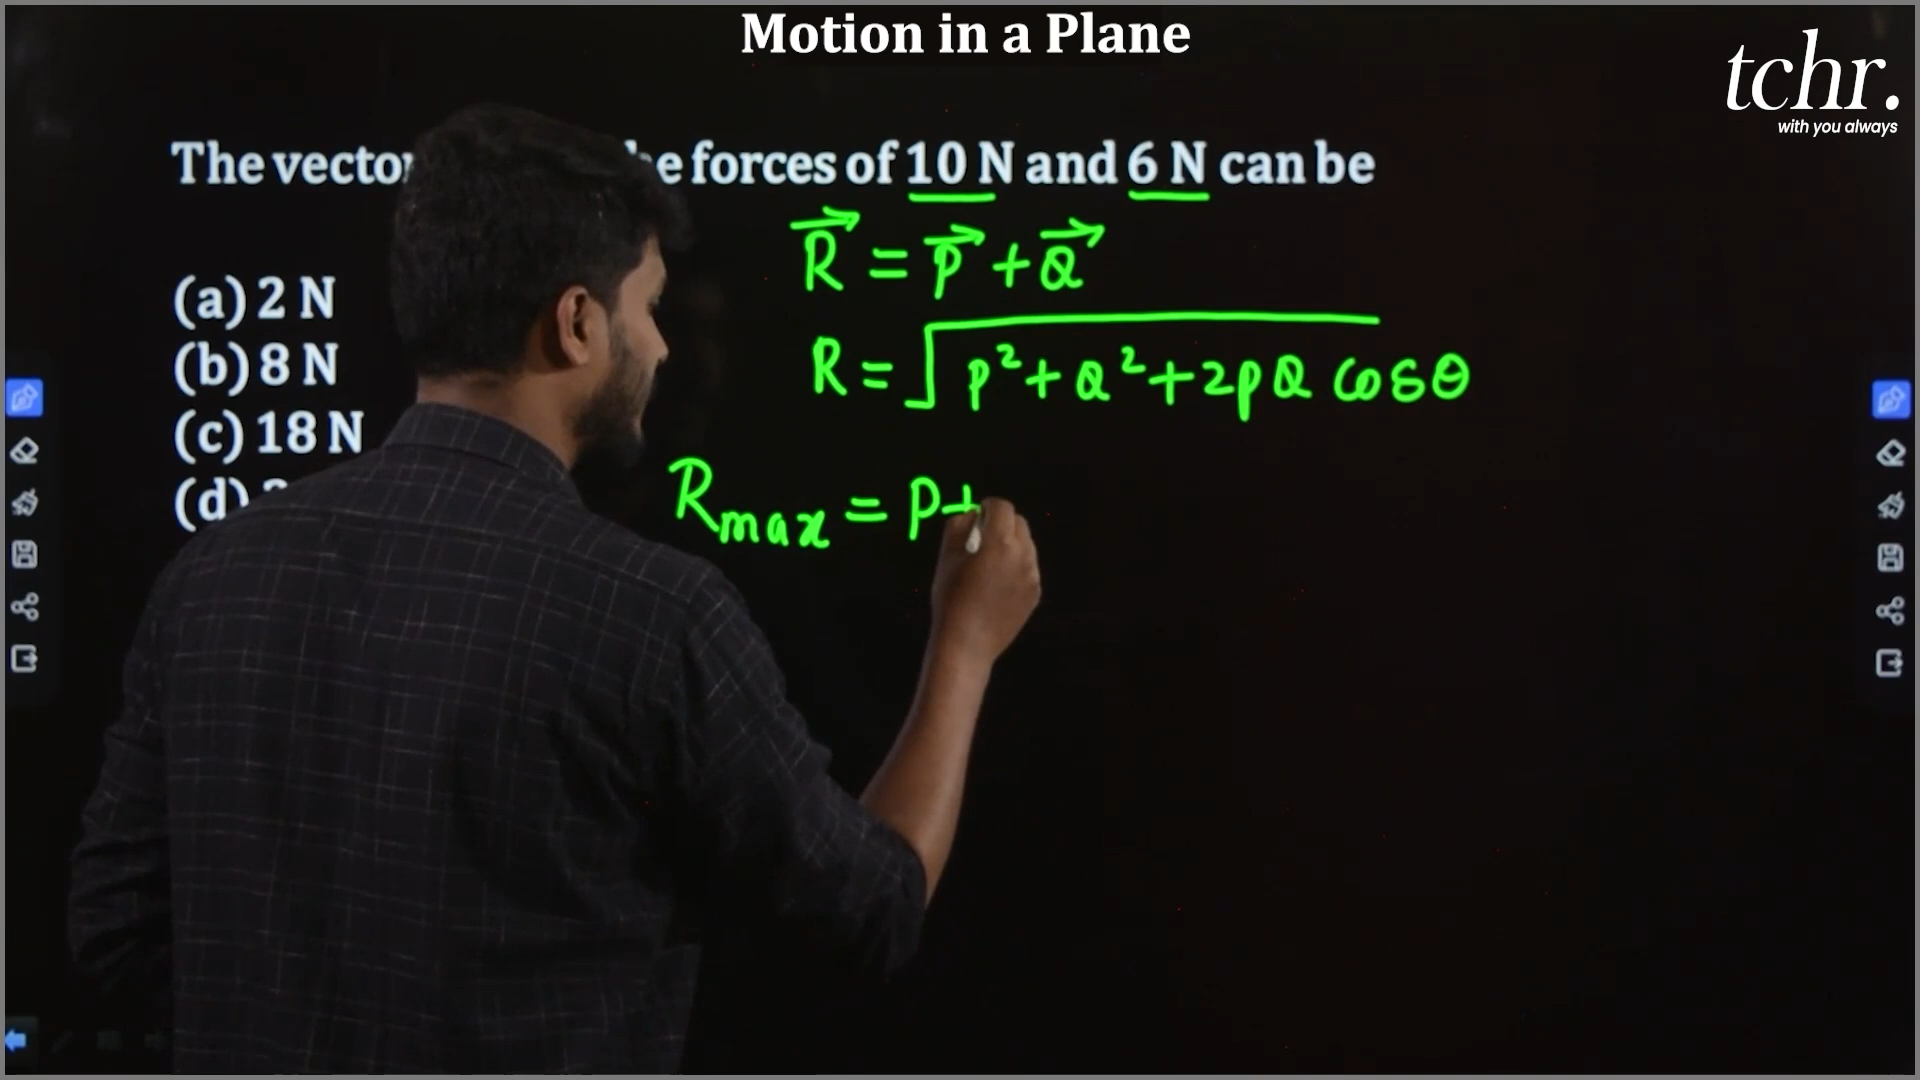 Motion in a Plane
tchr.
with you always
The forces of 10 N and 6 N can be
R = P + Q
(a) 2 N
(b) 8 N
R = √P² + Q² + 2PQ cosθ
(c) 18 N
(d)
Rmax = P+